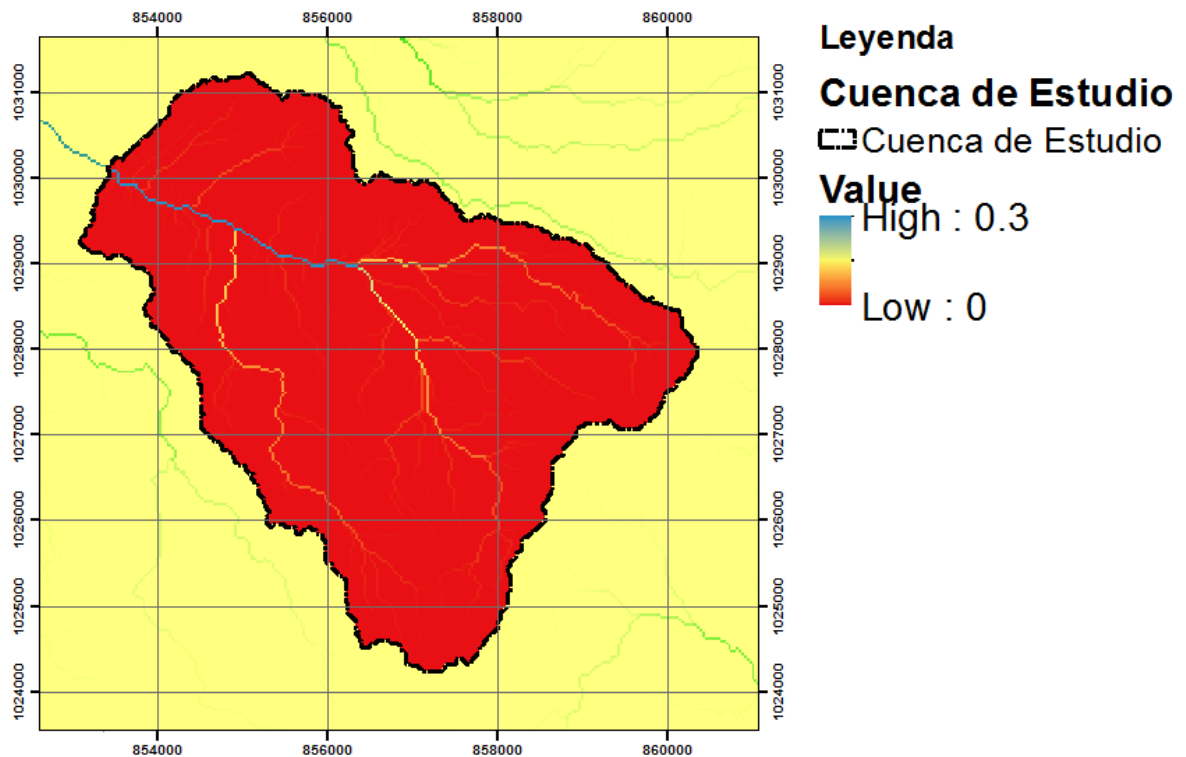 854000 856000 858000 860000
1031000 1031000
1030000 1030000
1029000 1029000
1028000 1028000
1027000 1027000
1026000 1026000
1025000 1025000
1024000 1024000
854000 856000 858000 860000
Leyenda
Cuenca de Estudio
Cuenca de Estudio
Value
High : 0.3
Low : 0